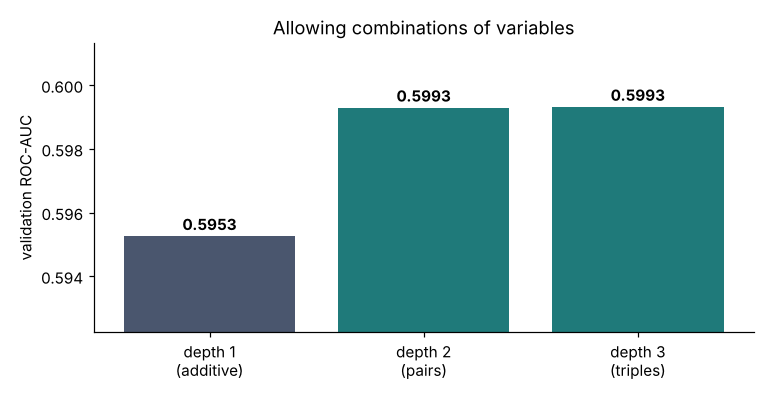 Allowing combinations of variables
validation ROC-AUC
0.600
0.598
0.596
0.594
0.5953
0.5993
0.5993
depth 1
(additive)
depth 2
(pairs)
depth 3
(triples)